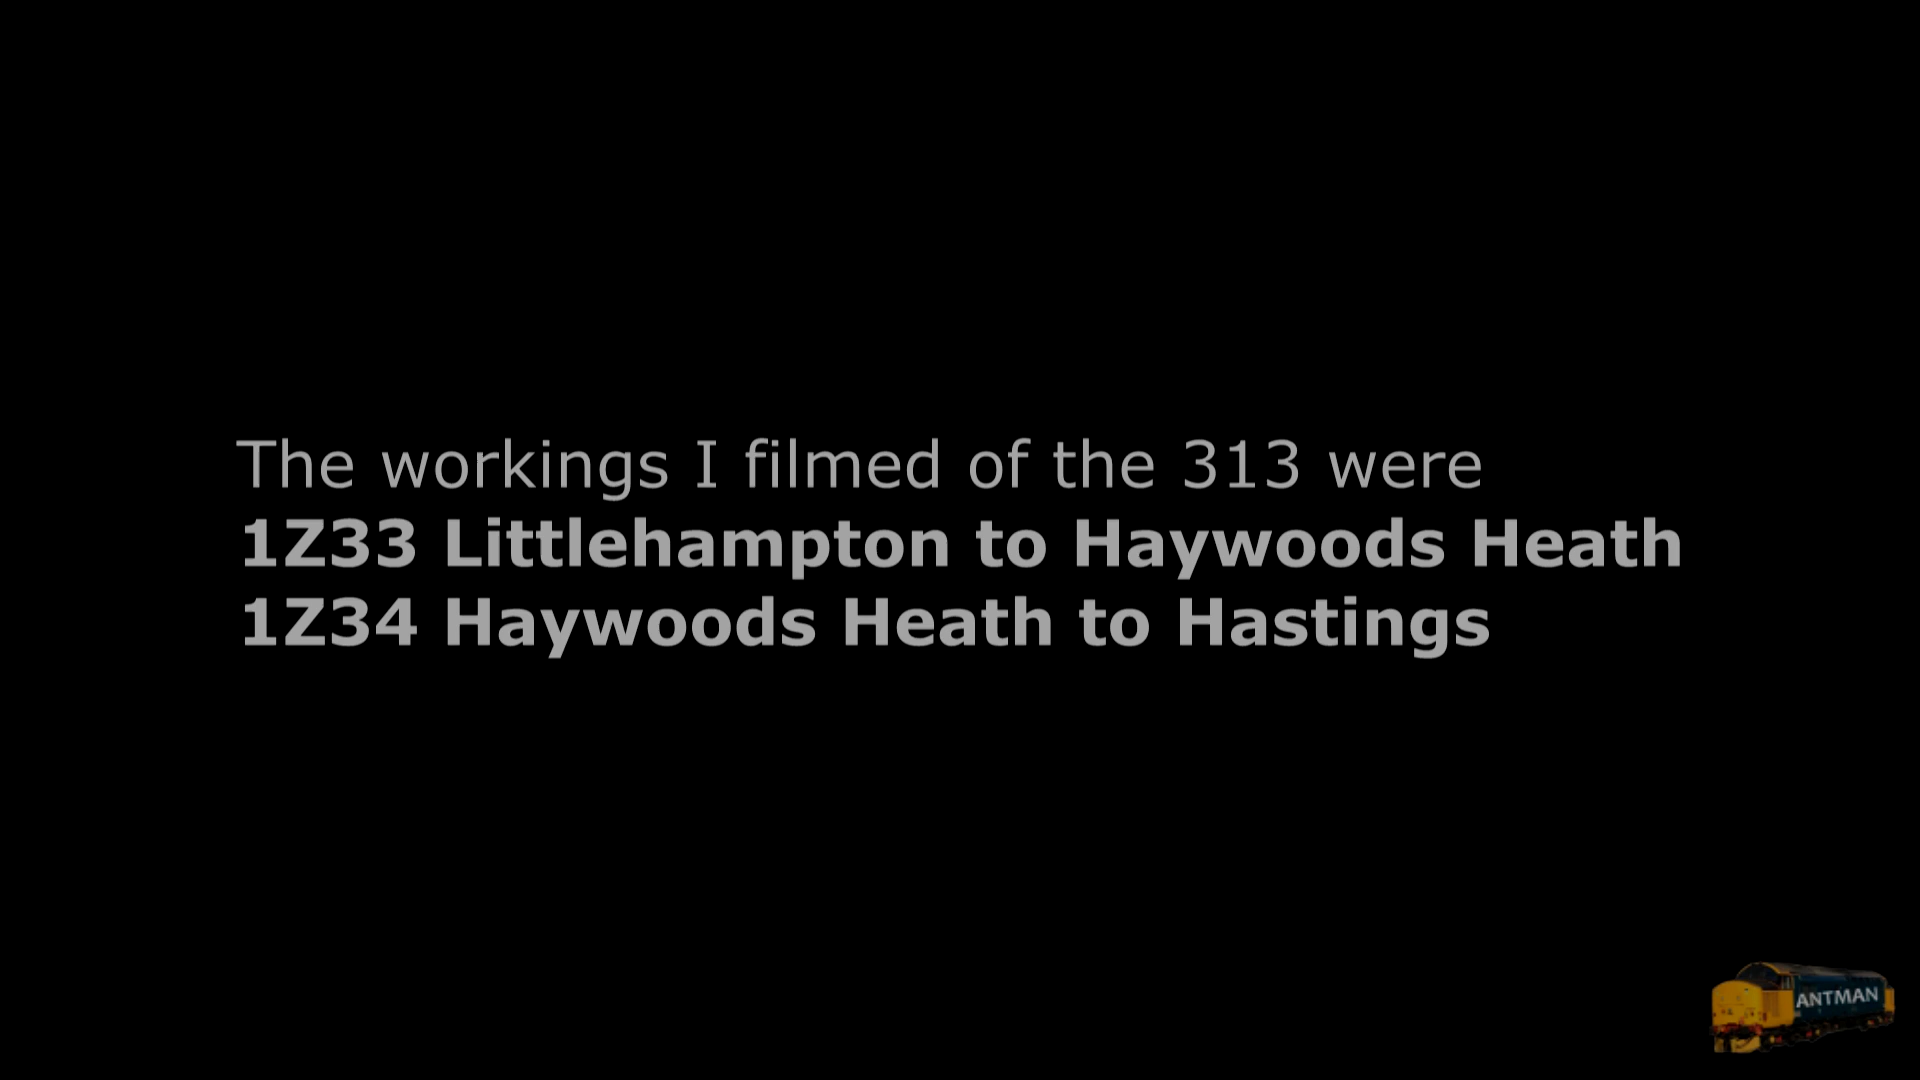 The workings I filmed of the 313 were
1Z33 Littlehampton to Haywoods Heath
1Z34 Haywoods Heath to Hastings
ANTMAN